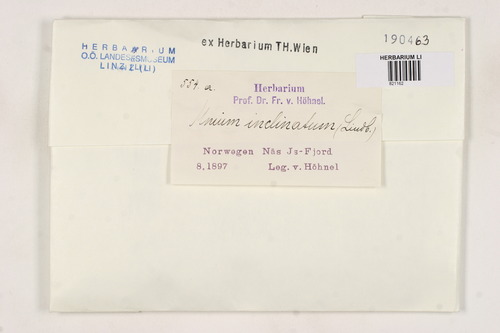 HERBARIUM
O.Ö. LANDESMUSEUM
LINZ (LI)
ex Herbarium TH.Wien
190463
HERBARIUM LI
821163
554 a.
Herbarium
Prof. Dr. Fr. v. Höhnel.
Mnium inclinatum (Lindb.)
Norwegen Näs Js-Fjord
8.1897 Leg. v. Höhnel